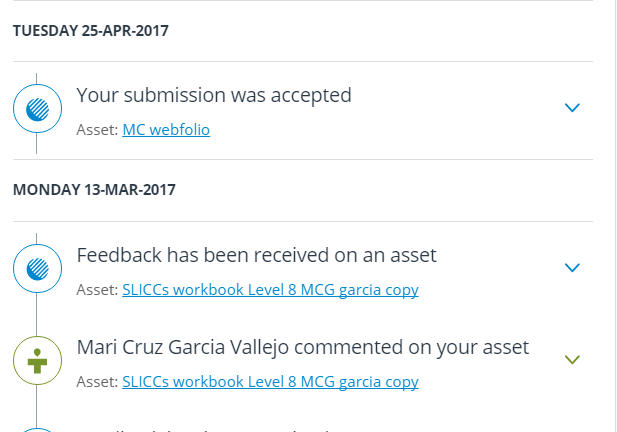 TUESDAY 25-APR-2017
Your submission was accepted
Asset: MC webfolio
MONDAY 13-MAR-2017
Feedback has been received on an asset
Asset: SLICCs workbook Level 8 MCG garcia copy
Mari Cruz Garcia Vallejo commented on your asset
Asset: SLICCs workbook Level 8 MCG garcia copy